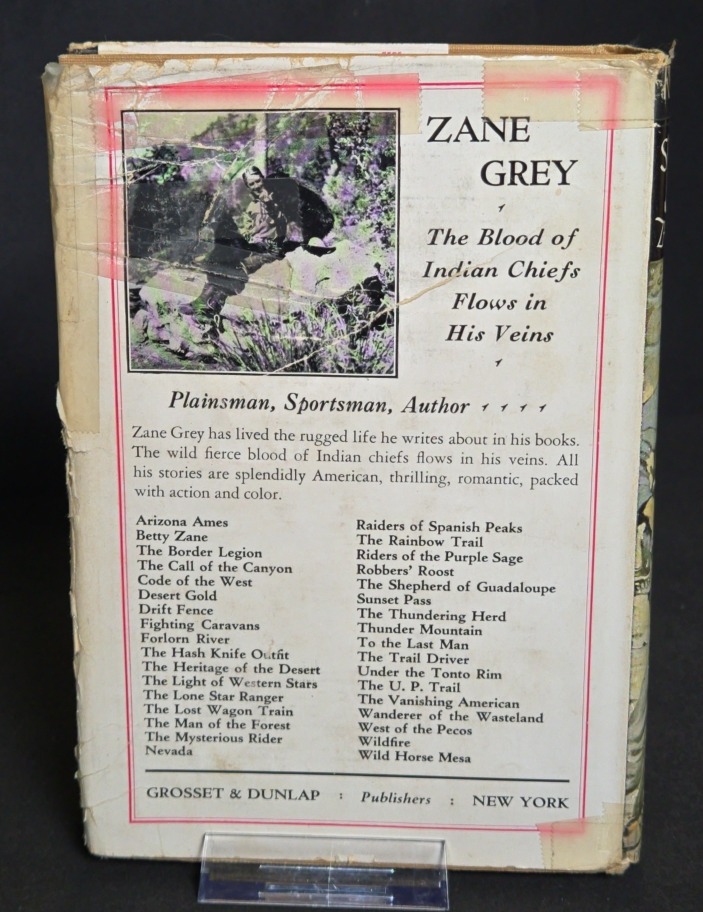 ZANE
GREY
The Blood of
Indian Chiefs
Flows in
His Veins
Plainsman, Sportsman, Author
Zane Grey has lived the rugged life he writes about in his books.
The wild fierce blood of Indian chiefs flows in his veins. All
his stories are splendidly American, thrilling, romantic, packed
with action and color.
Arizona Ames
Betty Zane
The Border Legion
The Call of the Canyon
Code of the West
Desert Gold
Drift Fence
Fighting Caravans
Forlorn River
The Hash Knife Outfit
The Heritage of the Desert
The Light of Western Stars
The Lone Star Ranger
The Lost Wagon Train
The Man of the Forest
The Mysterious Rider
Nevada
Raiders of Spanish Peaks
The Rainbow Trail
Riders of the Purple Sage
Robbers' Roost
The Shepherd of Guadaloupe
Sunset Pass
The Thundering Herd
Thunder Mountain
To the Last Man
The Trail Driver
Under the Tonto Rim
The U. P. Trail
The Vanishing American
Wanderer of the Wasteland
West of the Pecos
Wildfire
Wild Horse Mesa
GROSSET & DUNLAP : Publishers : NEW YORK